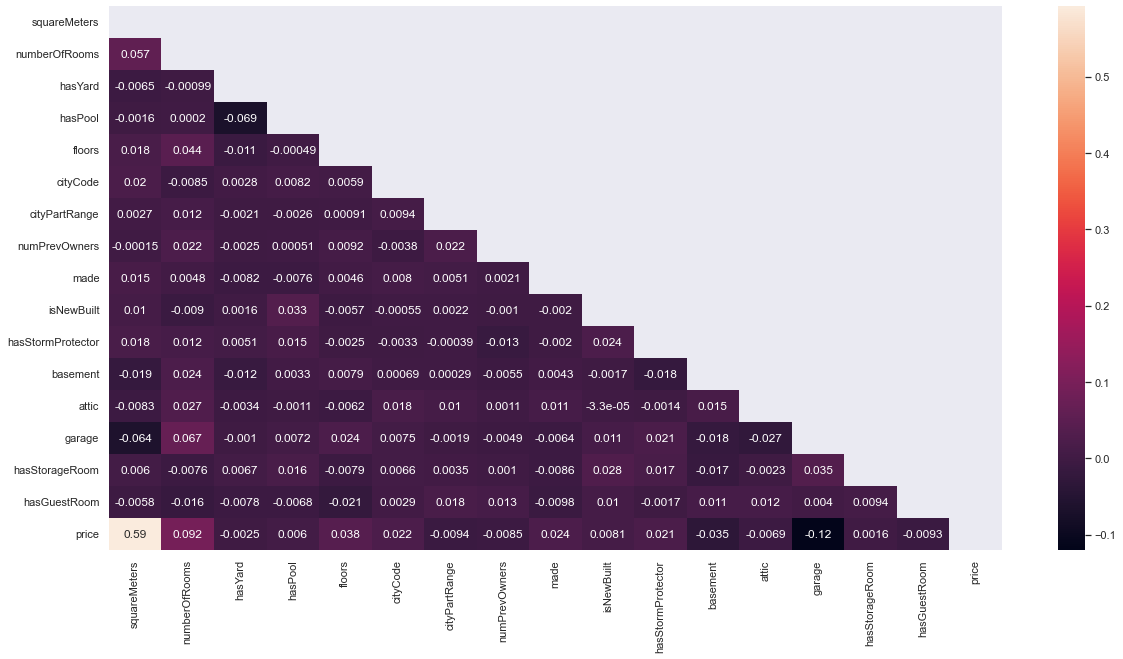 squareMeters
numberOfRooms 0.057
hasYard -0.0065 -0.00099
hasPool -0.0016 0.0002 -0.069
floors 0.018 0.044 -0.011 -0.00049
cityCode 0.02 -0.0085 0.0028 0.0082 0.0059
cityPartRange 0.0027 0.012 -0.0021 -0.0026 0.00091 0.0094
numPrevOwners -0.00015 0.022 -0.0025 0.00051 0.0092 -0.0038 0.022
made 0.015 0.0048 -0.0082 -0.0076 0.0046 0.008 0.0051 0.0021
isNewBuilt 0.01 -0.009 0.0016 0.033 -0.0057 -0.00055 0.0022 -0.001 -0.002
hasStormProtector 0.018 0.012 0.0051 0.015 -0.0025 -0.0033 -0.00039 -0.013 -0.002 0.024
basement -0.019 0.024 -0.012 0.0033 0.0079 0.00069 0.00029 -0.0055 0.0043 -0.0017 -0.018
attic -0.0083 0.027 -0.0034 -0.0011 -0.0062 0.018 0.01 0.0011 0.011 -3.3e-05 -0.0014 0.015
garage -0.064 0.067 -0.001 0.0072 0.024 0.0075 -0.0019 -0.0049 -0.0064 0.011 0.021 -0.018 -0.027
hasStorageRoom 0.006 -0.0076 0.0067 0.016 -0.0079 0.0066 0.0035 0.001 -0.0086 0.028 0.017 -0.017 -0.0023 0.035
hasGuestRoom -0.0058 -0.016 -0.0078 -0.0068 -0.021 0.0029 0.018 0.013 -0.0098 0.01 -0.0017 0.011 0.012 0.004 0.0094
price 0.59 0.092 -0.0025 0.006 0.038 0.022 -0.0094 -0.0085 0.024 0.0081 0.021 -0.035 -0.0069 -0.12 0.0016 -0.0093
squareMeters
numberOfRooms
hasYard
hasPool
floors
cityCode
cityPartRange
numPrevOwners
made
isNewBuilt
hasStormProtector
basement
attic
garage
hasStorageRoom
hasGuestRoom
price
0.5
0.4
0.3
0.2
0.1
0.0
−0.1